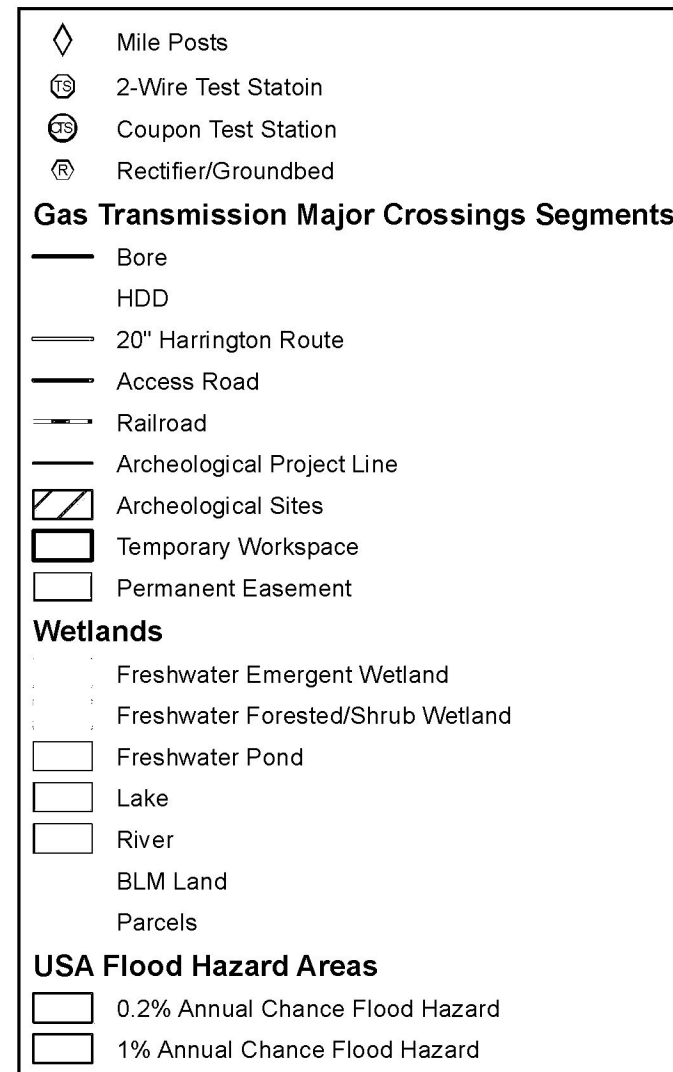 Mile Posts
TS 2-Wire Test Statoin
CTS Coupon Test Station
R Rectifier/Groundbed
Gas Transmission Major Crossings Segments
Bore
HDD
20" Harrington Route
Access Road
Railroad
Archeological Project Line
Archeological Sites
Temporary Workspace
Permanent Easement
Wetlands
Freshwater Emergent Wetland
Freshwater Forested/Shrub Wetland
Freshwater Pond
Lake
River
BLM Land
Parcels
USA Flood Hazard Areas
0.2% Annual Chance Flood Hazard
1% Annual Chance Flood Hazard